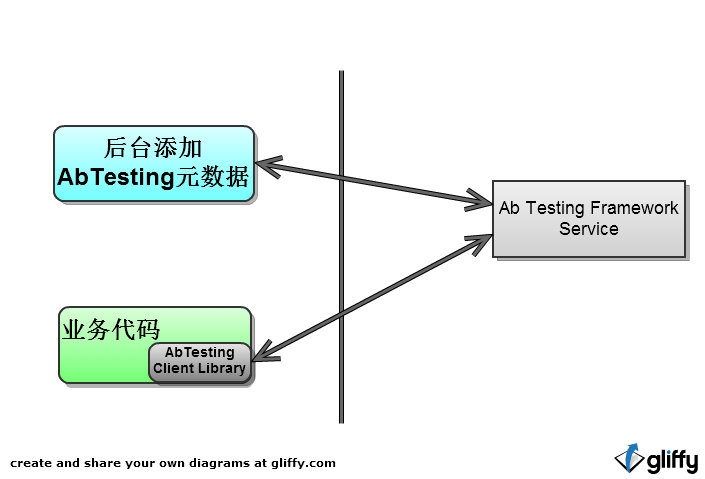 后台添加
AbTesting元数据
Ab Testing Framework
Service
业务代码
AbTesting
Client Library
create and share your own diagrams at gliffy.com
gliffy